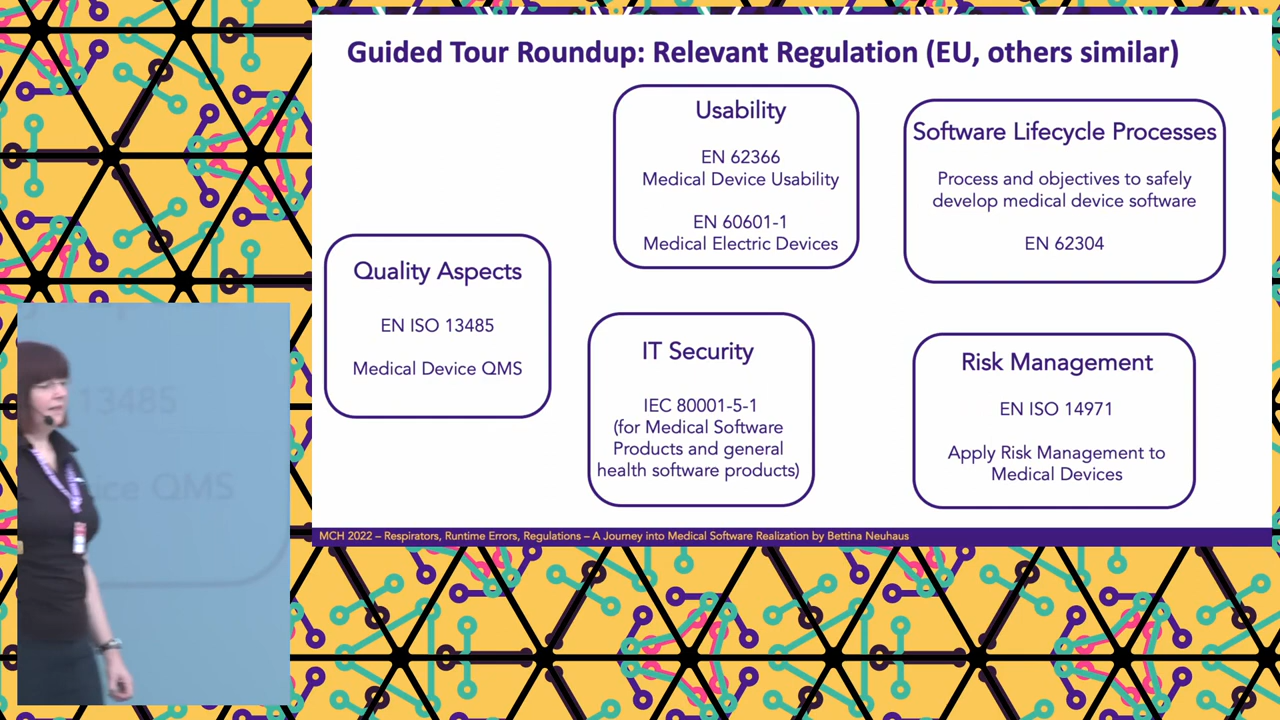 Guided Tour Roundup: Relevant Regulation (EU, others similar)
Usability
EN 62366
Medical Device Usability
EN 60601-1
Medical Electric Devices
Software Lifecycle Processes
Process and objectives to safely
develop medical device software
EN 62304
Quality Aspects
EN ISO 13485
Medical Device QMS
IT Security
IEC 80001-5-1
(for Medical Software
Products and general
health software products)
Risk Management
EN ISO 14971
Apply Risk Management to
Medical Devices
MCH 2022 – Respirators, Runtime Errors, Regulations – A Journey into Medical Software Realization by Bettina Neuhaus
13485
ice QMS